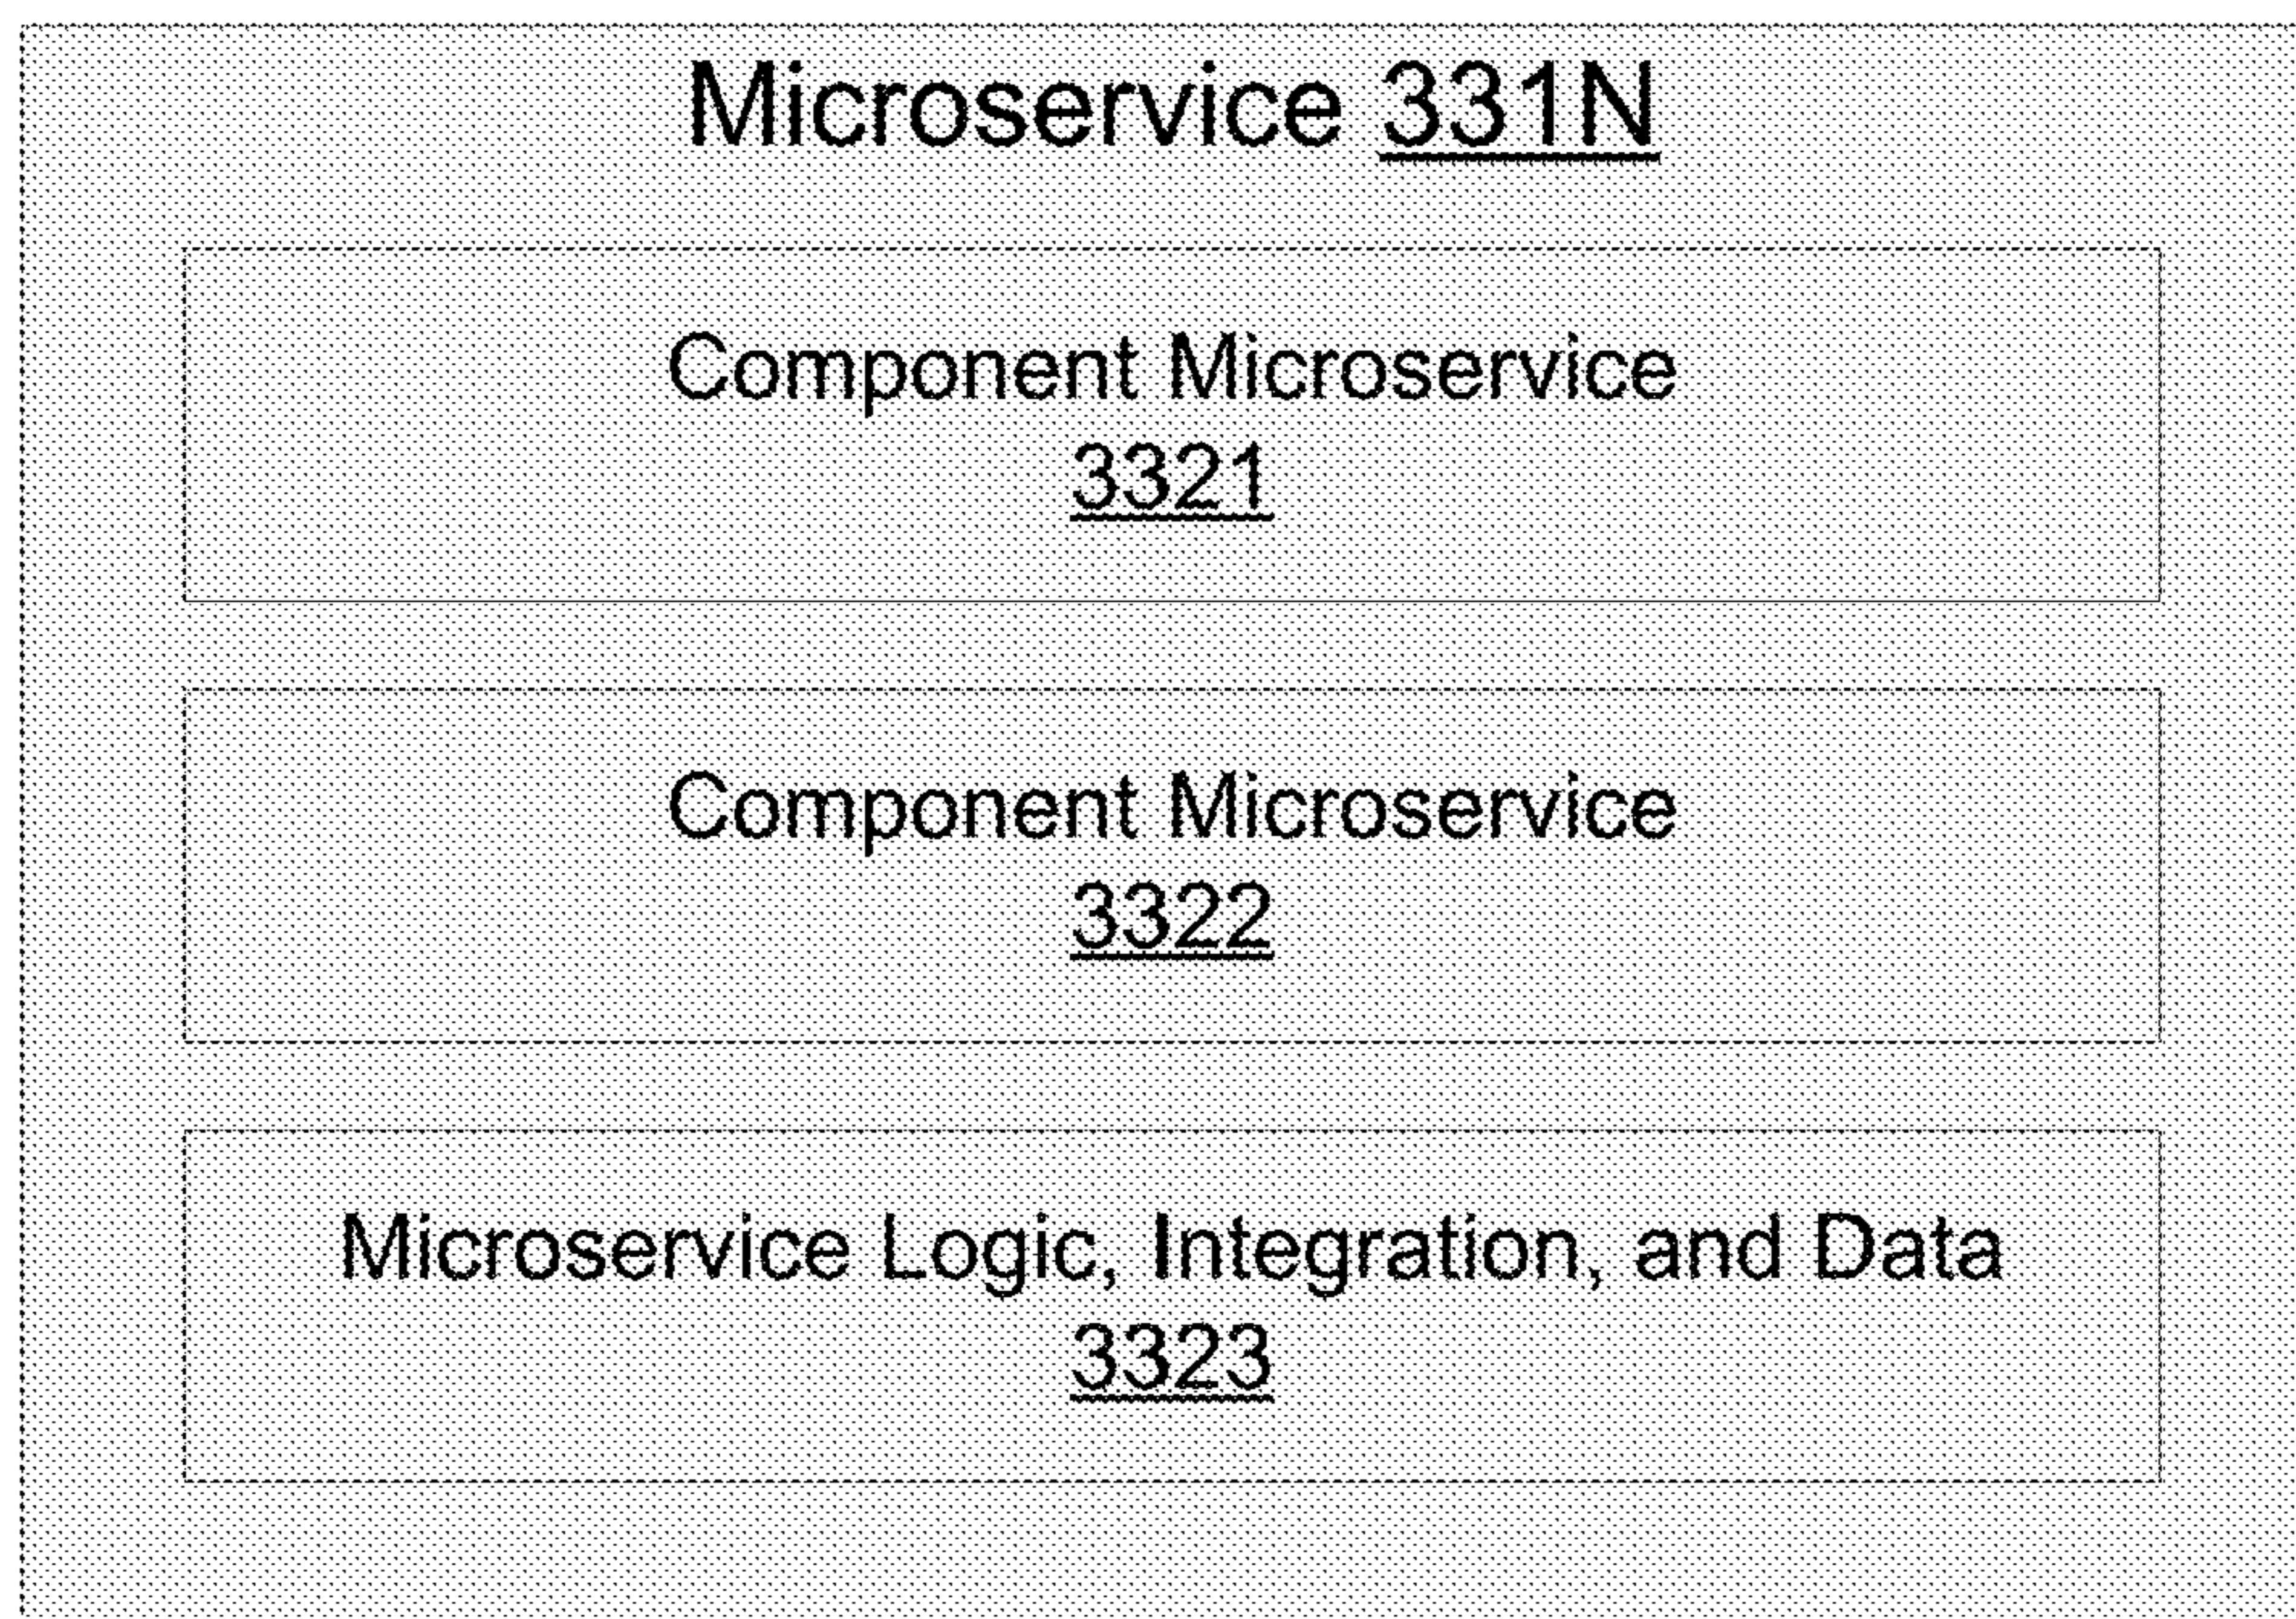 Microservice 331N
Component Microservice
3321
Component Microservice
3322
Microservice Logic, Integration, and Data
3323